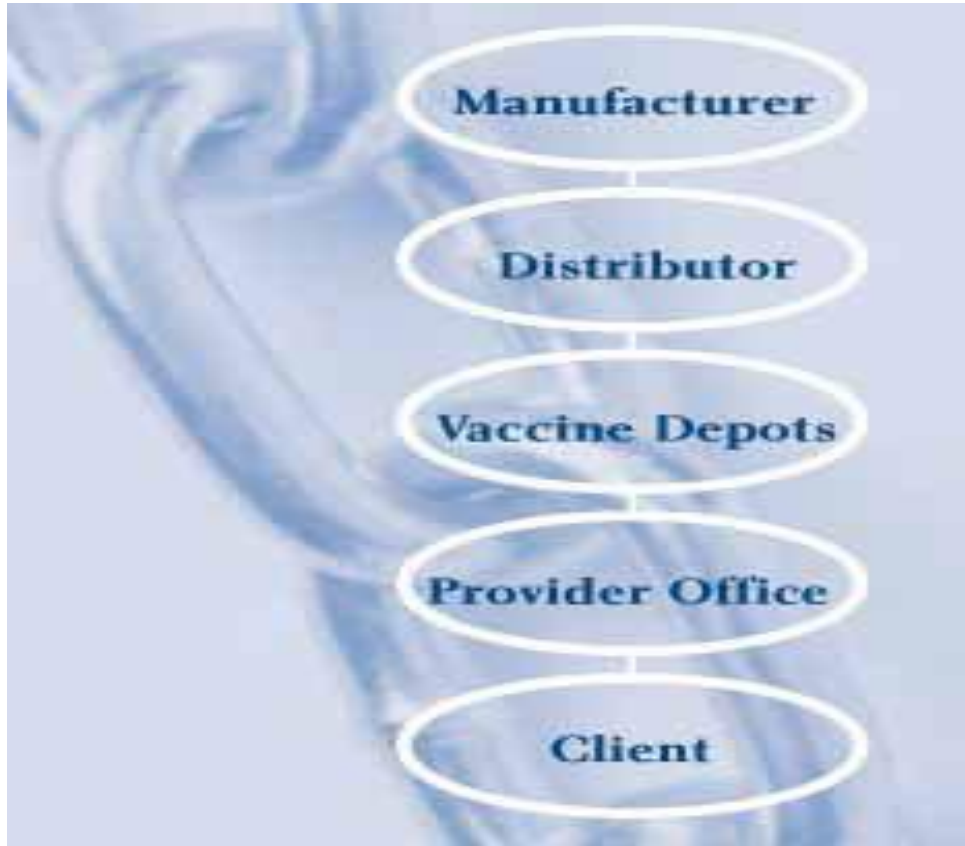 Manufacturer
Distributor
Vaccine Depots
Provider Office
Client